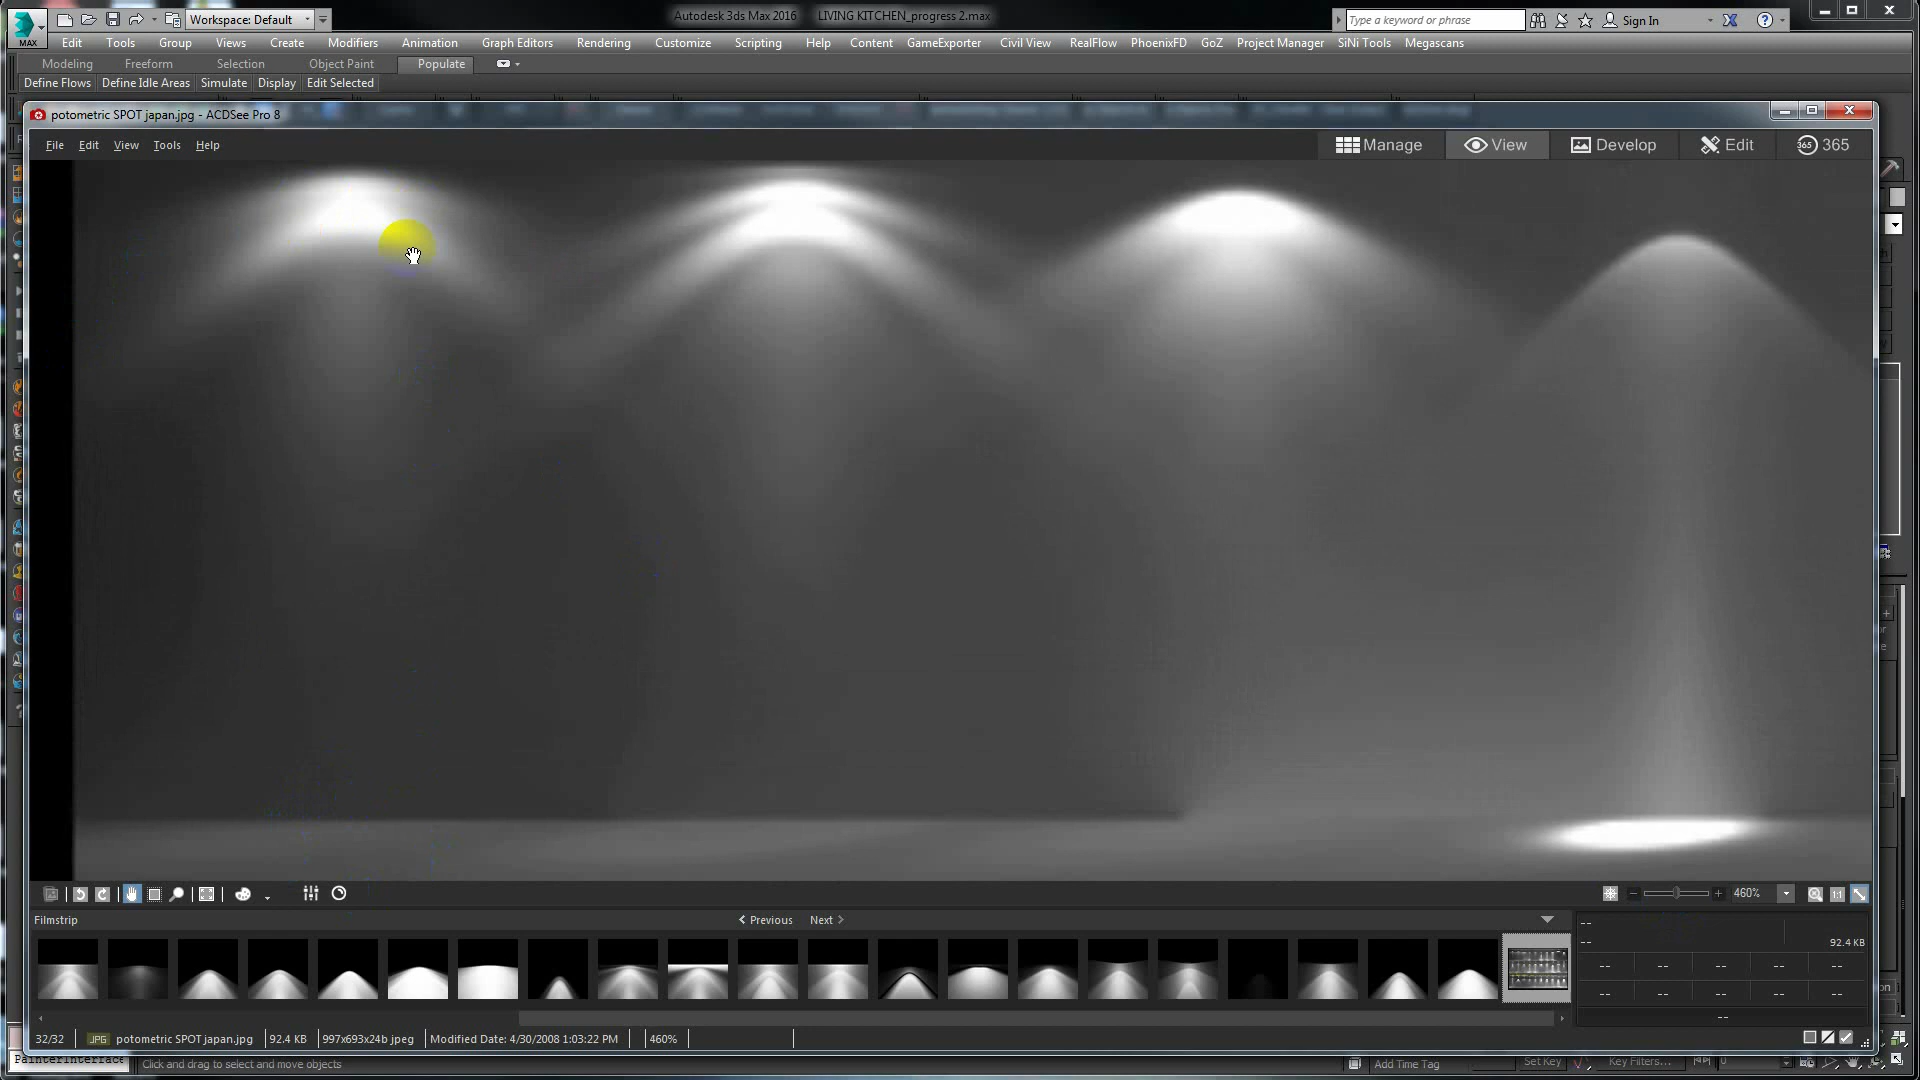 Workspace: Default
Autodesk 3ds Max 2016 LIVING KITCHEN_progress 2.max
Type a keyword or phrase
Sign In
MAX
Edit Tools Group Views Create Modifiers Animation Graph Editors Rendering Customize Scripting Help Content GameExporter Civil View RealFlow PhoenixFD GoZ Project Manager SiNi Tools Megascans
Modeling Freeform Selection Object Paint Populate
Define Flows Define Idle Areas Simulate Display Edit Selected
potometric SPOT japan.jpg - ACDSee Pro 8
File Edit View Tools Help
Manage View Develop Edit 365 365
460%
1:1
Filmstrip
Previous Next
--
--
92.4 KB
-- -- -- -- --
-- -- -- -- --
--
32/32 JPG potometric SPOT japan.jpg 92.4 KB 997x693x24b jpeg Modified Date: 4/30/2008 1:03:22 PM 460%
Click and drag to select and move objects
Add Time Tag
Set Key
Key Filters...
0